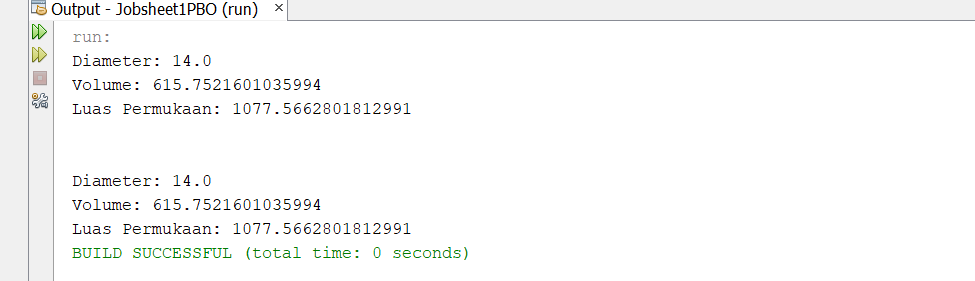 Output - Jobsheet1PBO (run)
run:
Diameter: 14.0
Volume: 615.7521601035994
Luas Permukaan: 1077.5662801812991
Diameter: 14.0
Volume: 615.7521601035994
Luas Permukaan: 1077.5662801812991
BUILD SUCCESSFUL (total time: 0 seconds)